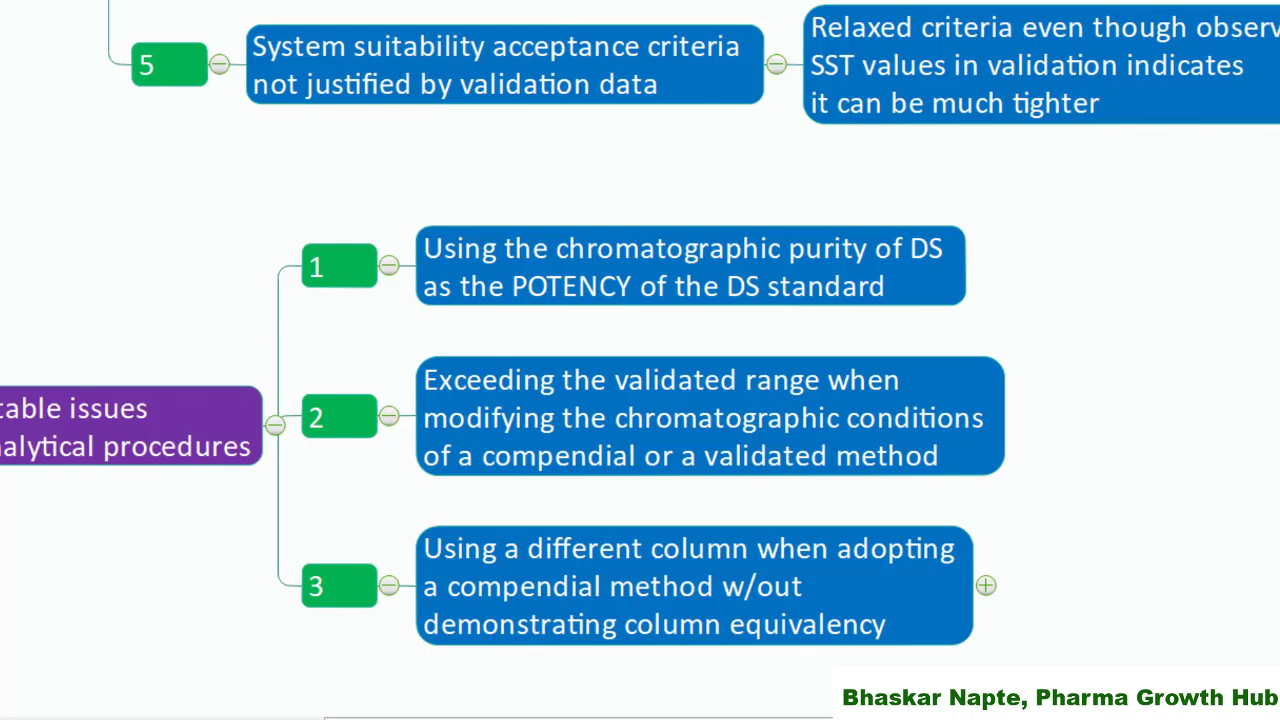 5
System suitability acceptance criteria
not justified by validation data
Relaxed criteria even though
SST values in validation indicates
it can be much tighter
issues
procedures
1
Using the chromatographic purity of DS
as the POTENCY of the DS standard
2
Exceeding the validated range when
modifying the chromatographic conditions
of a compendial or a validated method
3
Using a different column when adopting
a compendial method w/out
demonstrating column equivalency
Bhaskar Napte, Pharma Growth Hub